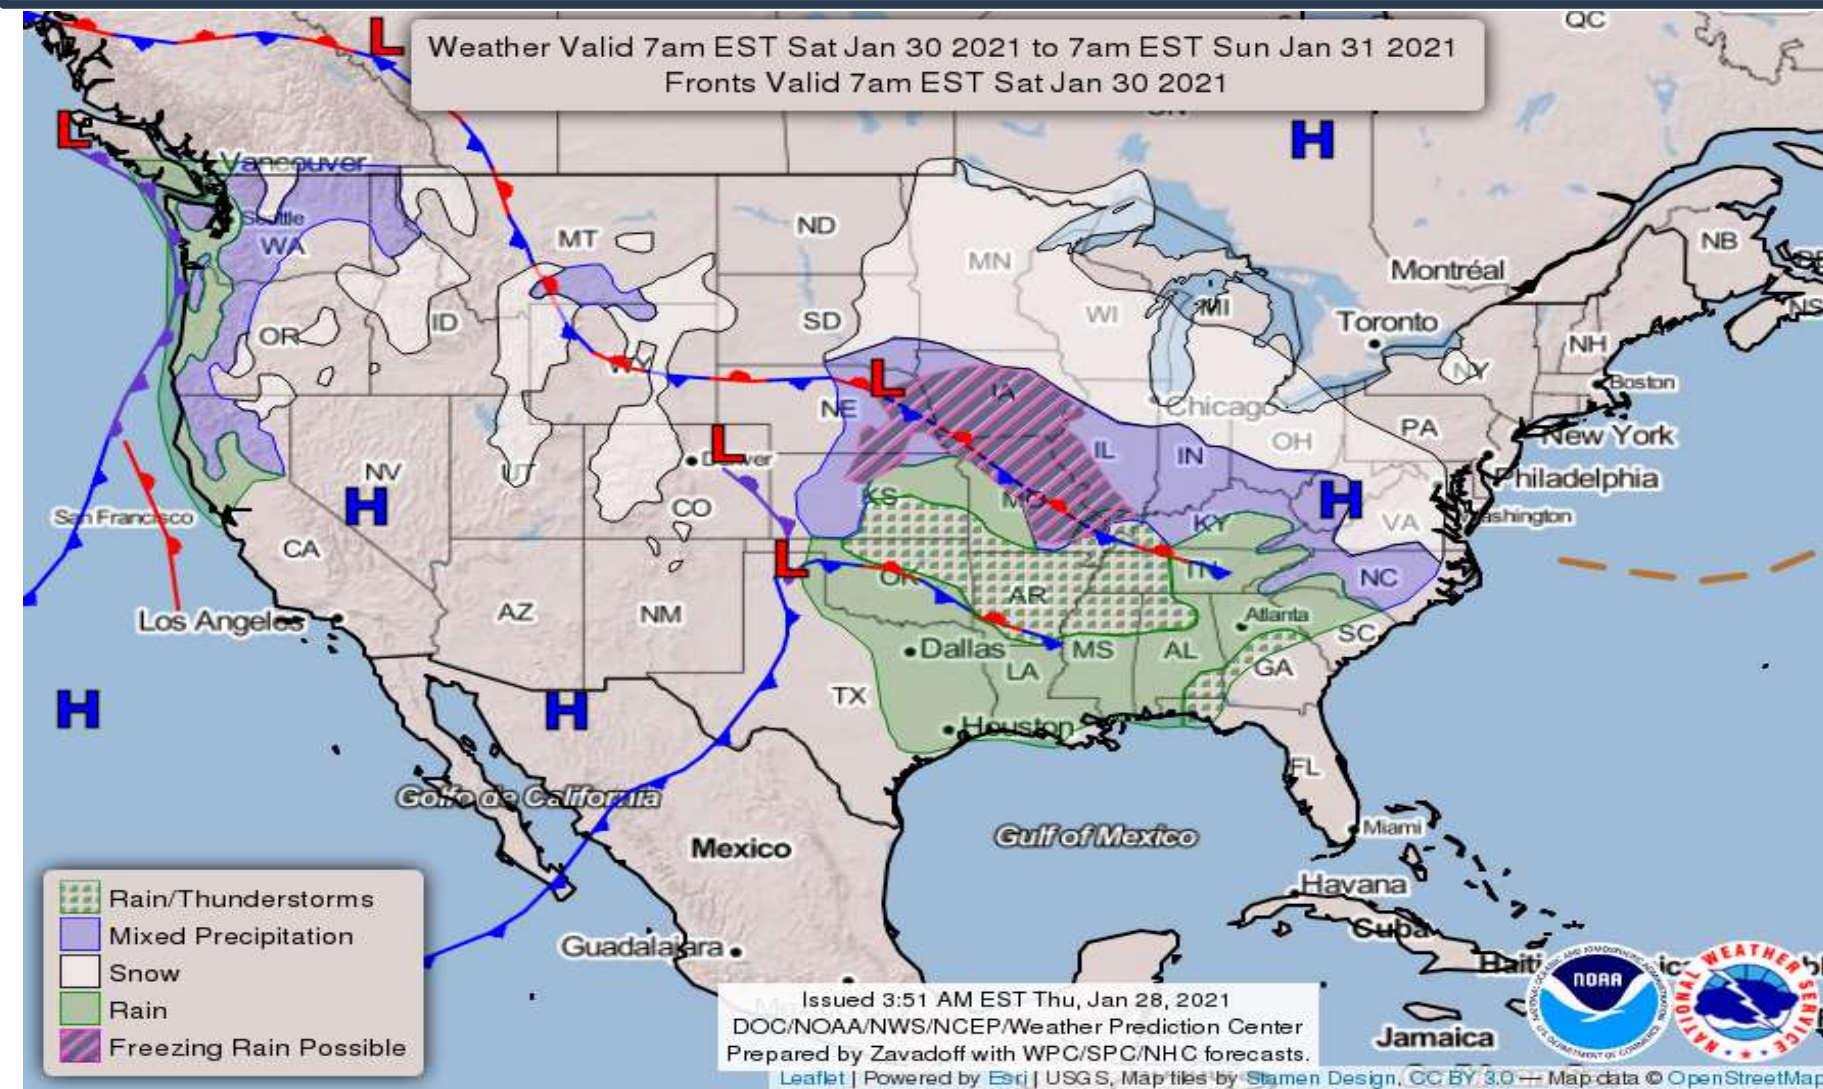 QC
Weather Valid 7am EST Sat Jan 30 2021 to 7am EST Sun Jan 31 2021
Fronts Valid 7am EST Sat Jan 30 2021
L
L
H
Vancouver
Seattle
WA
MT
ND
MN
NB
Montréal
NS
OR
ID
SD
WI
MI
Toronto
NH
WY
L
NY
Boston
NE
IA
Chicago
PA
New York
L
Denver
IL
IN
OH
NV
UT
Philadelphia
H
CO
KS
MO
KY
H
VA
Washington
San Francisco
CA
L
OK
TN
NC
Los Angeles
AZ
NM
AR
Atlanta
SC
Dallas
MS
AL
GA
LA
H
H
TX
Houston
FL
Golfo de California
Miami
Gulf of Mexico
Mexico
Havana
Cuba
Guadalajara
Haiti
Jamaica
Rain/Thunderstorms
Mixed Precipitation
Snow
Rain
Freezing Rain Possible
NOAA
NATIONAL WEATHER SERVICE
Issued 3:51 AM EST Thu, Jan 28, 2021
DOC/NOAA/NWS/NCEP/Weather Prediction Center
Prepared by Zavadoff with WPC/SPC/NHC forecasts.
Leaflet | Powered by Esri | USGS, Map tiles by Stamen Design, CC BY 3.0 — Map data © OpenStreetMap